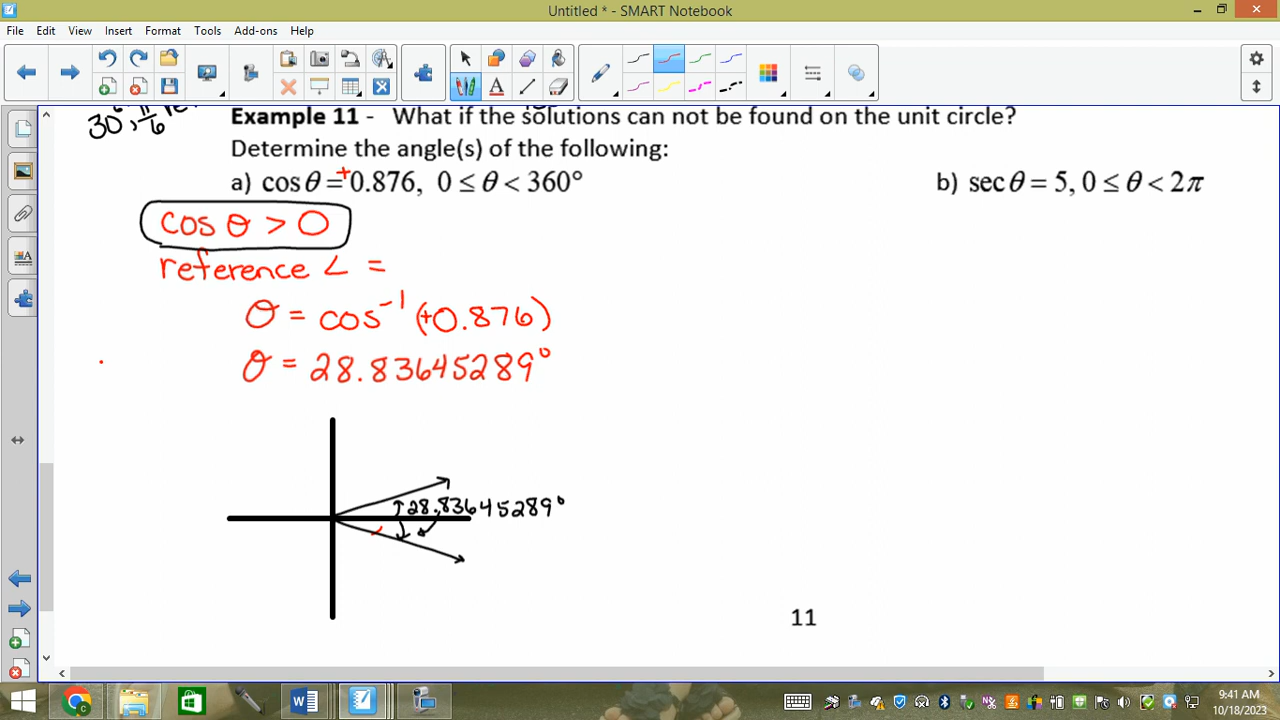 Untitled * - SMART Notebook
File Edit View Insert Format Tools Add-ons Help
30°, π/6
Example 11 - What if the solutions can not be found on the unit circle?
Determine the angle(s) of the following:
a) cos θ = +0.876, 0 ≤ θ < 360°
b) sec θ = 5, 0 ≤ θ < 2π
cos θ > 0
reference ∠ =
θ = cos⁻¹ (+0.876)
θ = 28.83645289°
28.83645289°
11
9:41 AM
10/18/2023